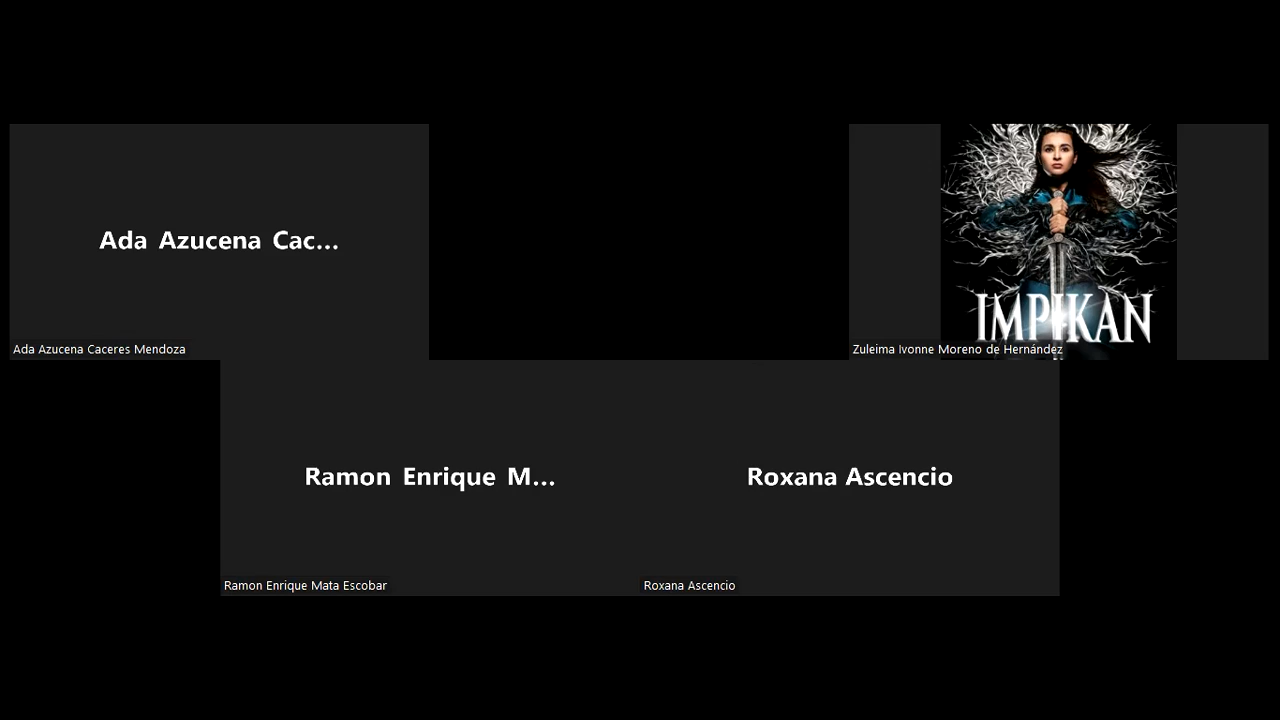 Ada Azucena Cac...
Ada Azucena Caceres Mendoza
IMPIKAN
Zuleima Ivonne Moreno de Hernández
Ramon Enrique M...
Ramon Enrique Mata Escobar
Roxana Ascencio
Roxana Ascencio